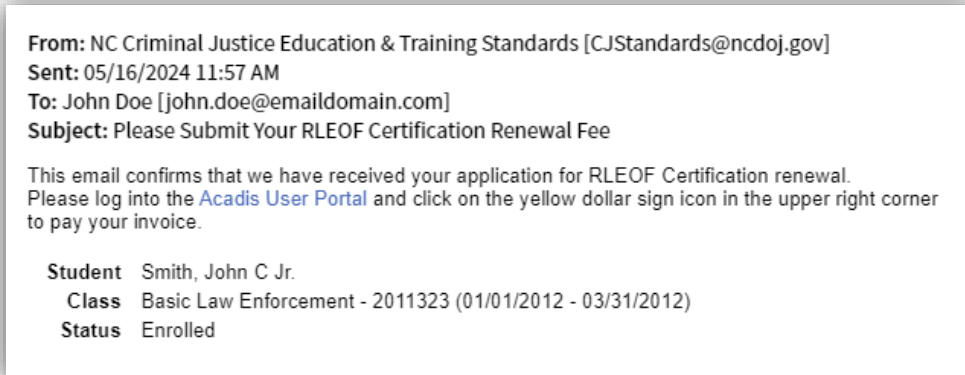 From: NC Criminal Justice Education & Training Standards [CJStandards@ncdoj.gov]
Sent: 05/16/2024 11:57 AM
To: John Doe [john.doe@emaildomain.com]
Subject: Please Submit Your RLEOF Certification Renewal Fee
This email confirms that we have received your application for RLEOF Certification renewal.
Please log into the Acadis User Portal and click on the yellow dollar sign icon in the upper right corner
to pay your invoice.
Student Smith, John C Jr.
Class Basic Law Enforcement - 2011323 (01/01/2012 - 03/31/2012)
Status Enrolled